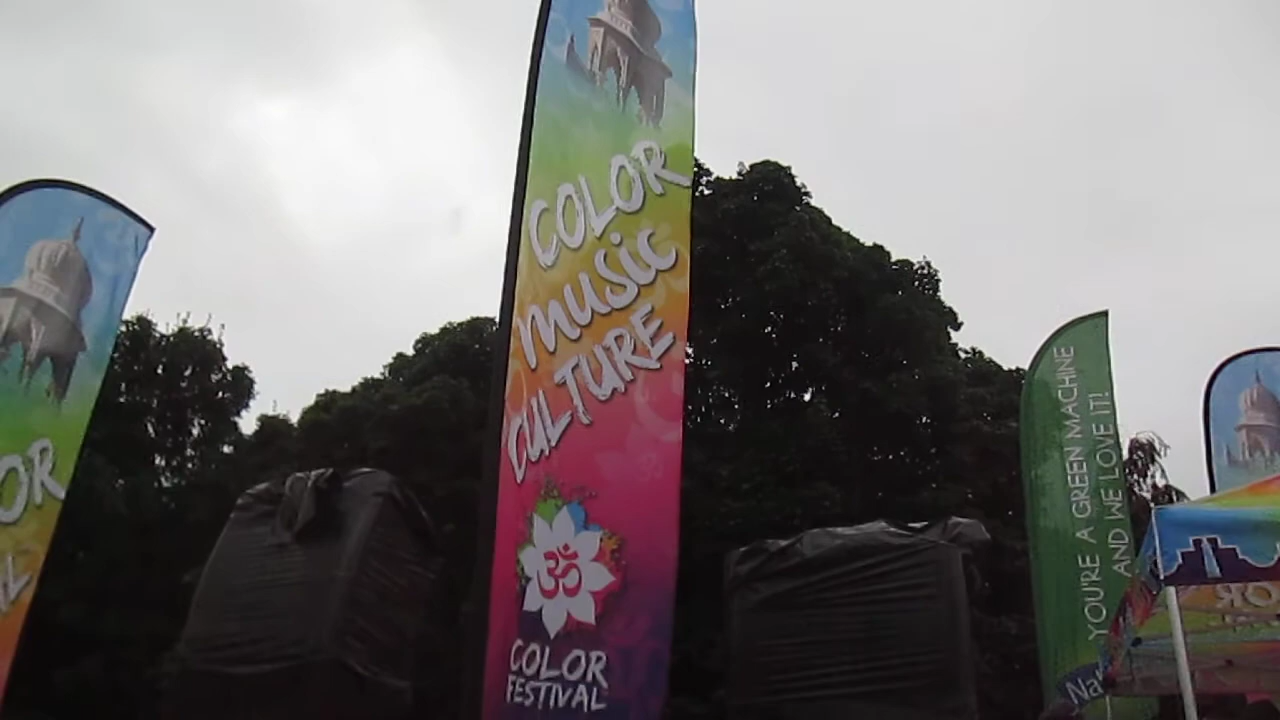 COLOR
music
CULTURE
ॐ
COLOR
FESTIVAL
OR
YOU'RE A GREEN MACHINE
AND WE LOVE IT!